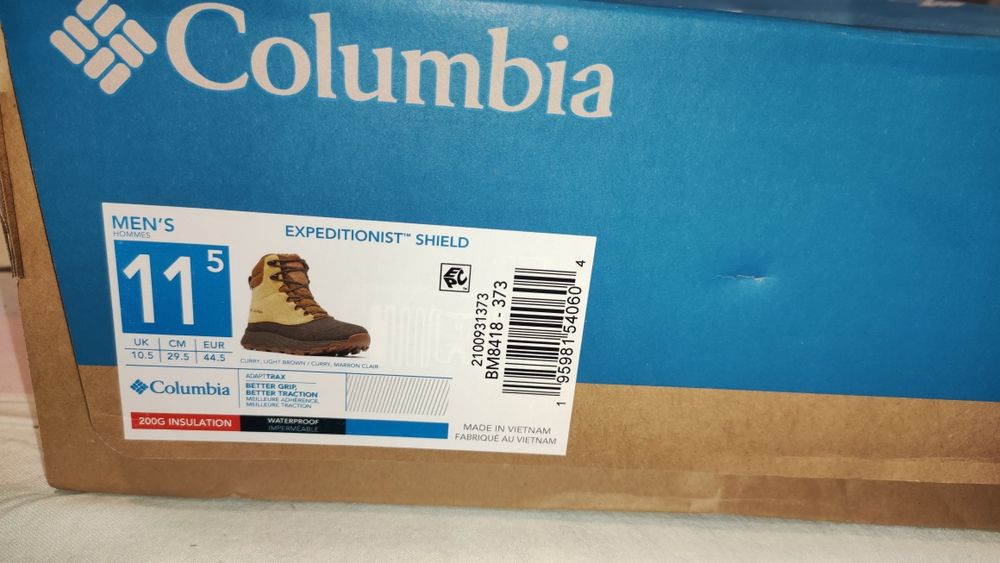 Columbia
MEN'S
HOMMES
EXPEDITIONIST™ SHIELD
11 5
EPC
UK CM EUR
10.5 29.5 44.5
CURRY, LIGHT BROWN / CURRY, MARRON CLAIR
Columbia
ADAPTTRAX
BETTER GRIP,
BETTER TRACTION
MEILLEURE ADHÉRENCE,
MEILLEURE TRACTION
200G INSULATION
WATERPROOF
IMPERMÉABLE
2100931373
BM8418 - 373
1 95981 54060 4
MADE IN VIETNAM
FABRIQUÉ AU VIETNAM